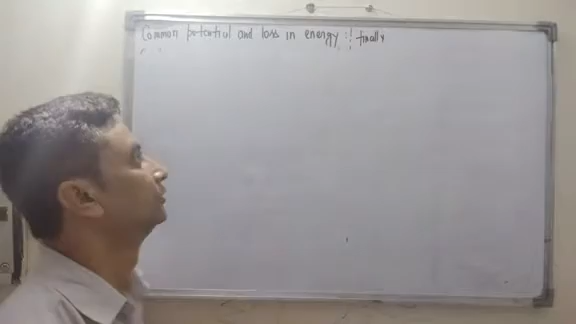 Common potential and loss in energy :: finally